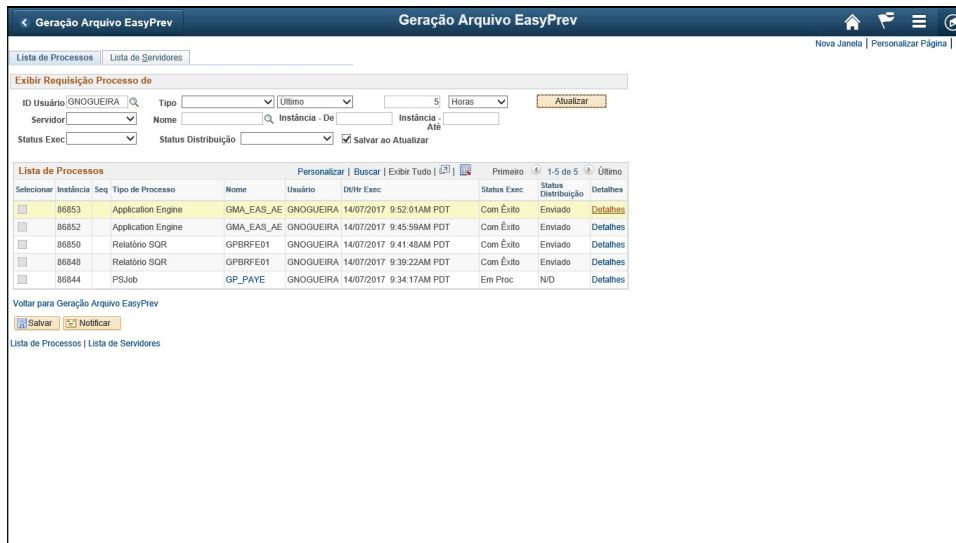 Geração Arquivo EasyPrev
Geração Arquivo EasyPrev
Nova Janela | Personalizar Página |
Lista de Processos
Lista de Servidores
Exibir Requisição Processo de
ID Usuário GNOGUEIRA Tipo Último 5 Horas Atualizar
Servidor Nome Instância - De Instância - Até
Status Exec Status Distribuição Salvar ao Atualizar
Lista de Processos Personalizar | Buscar | Exibir Tudo | | Primeiro 1-5 de 5 Último
Selecionar Instância Seq Tipo de Processo Nome Usuário Dt/Hr Exec Status Exec Status Distribuição Detalhes
86853 Application Engine GMA_EAS_AE GNOGUEIRA 14/07/2017 9:52:01AM PDT Com Êxito Enviado Detalhes
86852 Application Engine GMA_EAS_AE GNOGUEIRA 14/07/2017 9:45:59AM PDT Com Êxito Enviado Detalhes
86850 Relatório SQR GPBRFE01 GNOGUEIRA 14/07/2017 9:41:48AM PDT Com Êxito Enviado Detalhes
86848 Relatório SQR GPBRFE01 GNOGUEIRA 14/07/2017 9:39:22AM PDT Com Êxito Enviado Detalhes
86844 PSJob GP_PAYE GNOGUEIRA 14/07/2017 9:34:17AM PDT Em Proc N/D Detalhes
Voltar para Geração Arquivo EasyPrev
Salvar Notificar
Lista de Processos | Lista de Servidores